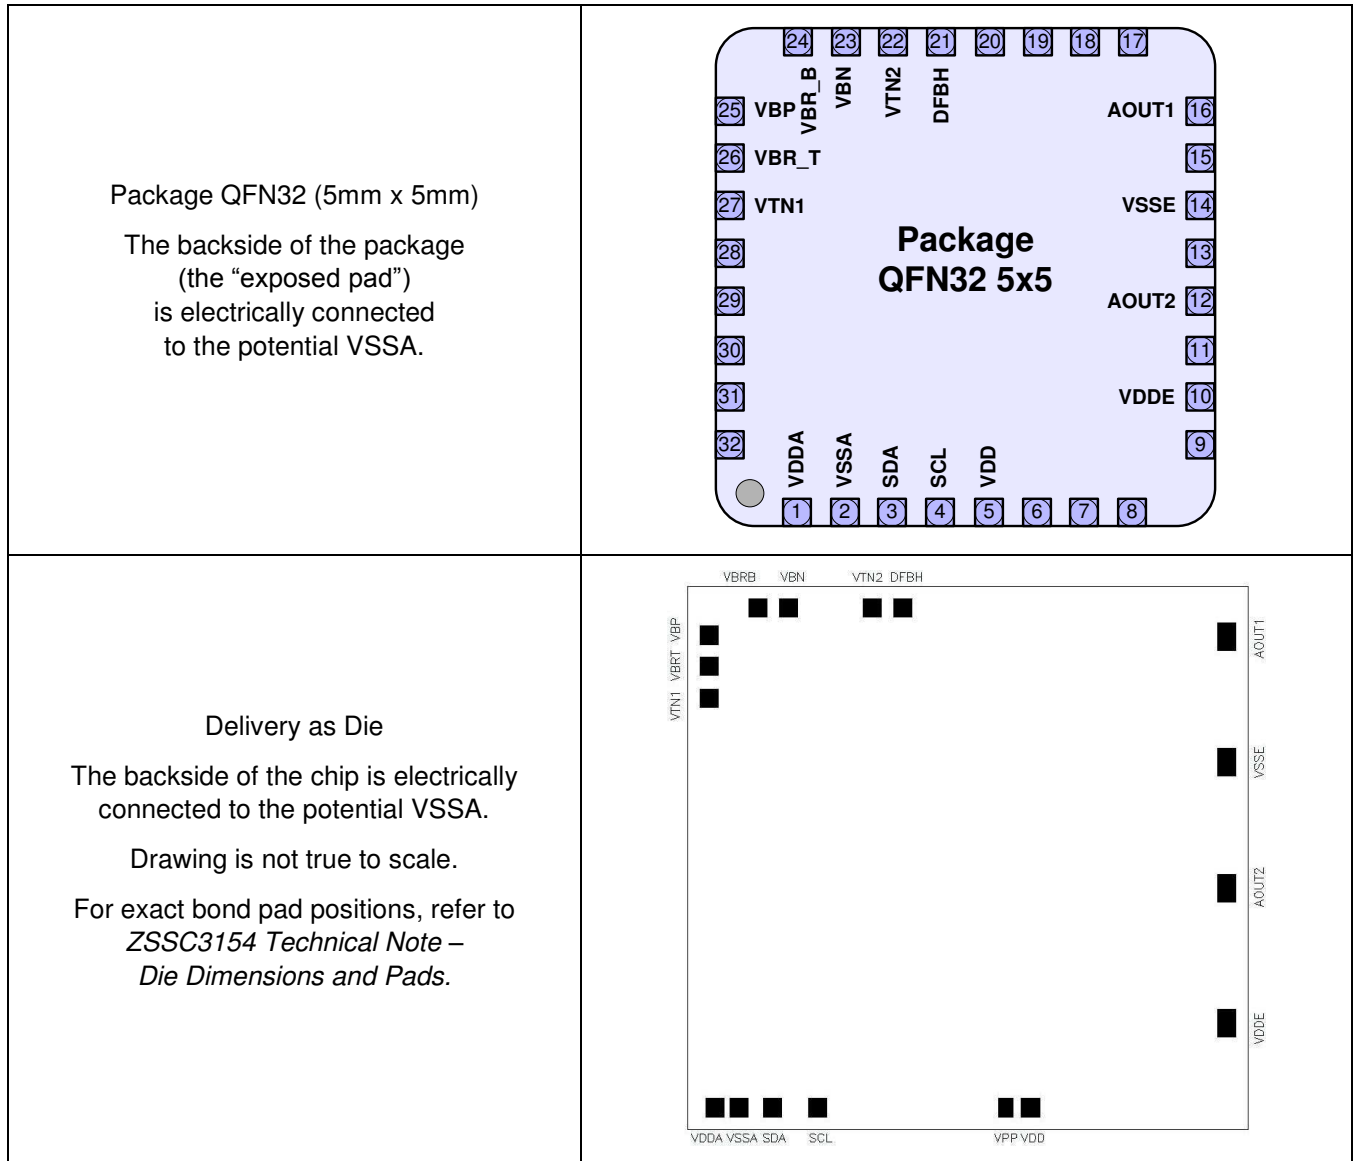 Package QFN32 (5mm x 5mm)
The backside of the package
(the “exposed pad”)
is electrically connected
to the potential VSSA.
24 23 22 21 20 19 18 17
VBR_B VBN VTN2 DFBH
25 VBP AOUT1 16
26 VBR_T 15
27 VTN1 VSSE 14
Package
QFN32 5x5
28 13
29 AOUT2 12
30 11
31 VDDE 10
32 9
VDDA VSSA SDA SCL VDD
1 2 3 4 5 6 7 8
Delivery as Die
The backside of the chip is electrically
connected to the potential VSSA.
Drawing is not true to scale.
For exact bond pad positions, refer to
ZSSC3154 Technical Note –
Die Dimensions and Pads.
VBRB VBN VTN2 DFBH
VBP
VBRT
VTN1
AOUT1
VSSE
AOUT2
VDDE
VDDA VSSA SDA SCL VPP VDD